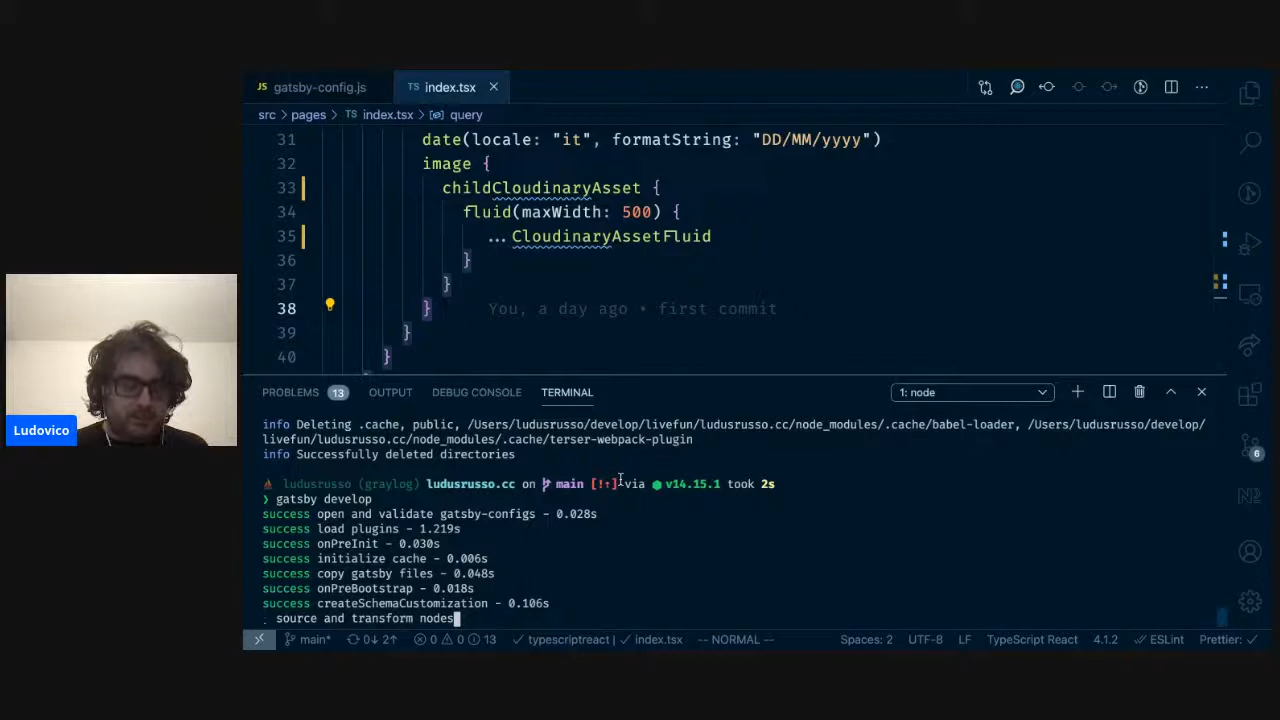 JS gatsby-config.js
TS index.tsx
src > pages > TS index.tsx > query
31 date(locale: "it", formatString: "DD/MM/yyyy")
32 image {
33 childCloudinaryAsset {
34 fluid(maxWidth: 500) {
35 ...CloudinaryAssetFluid
36 }
37 }
38 } You, a day ago • first commit
39 }
40 }
PROBLEMS 13 OUTPUT DEBUG CONSOLE TERMINAL 1: node
info Deleting .cache, public, /Users/ludusrusso/develop/livefun/ludusrusso.cc/node_modules/.cache/babel-loader, /Users/ludusrusso/develop/
livefun/ludusrusso.cc/node_modules/.cache/terser-webpack-plugin
info Successfully deleted directories
ludusrusso (graylog) ludusrusso.cc on main [!↑] via v14.15.1 took 2s
❯ gatsby develop
success open and validate gatsby-configs - 0.028s
success load plugins - 1.219s
success onPreInit - 0.030s
success initialize cache - 0.006s
success copy gatsby files - 0.048s
success onPreBootstrap - 0.018s
success createSchemaCustomization - 0.106s
source and transform nodes
main* 0↓ 2↑ 0 0 13 typescriptreact | ✓ index.tsx -- NORMAL -- Spaces: 2 UTF-8 LF TypeScript React 4.1.2 ESLint Prettier: ✓
6
N2
Ludovico